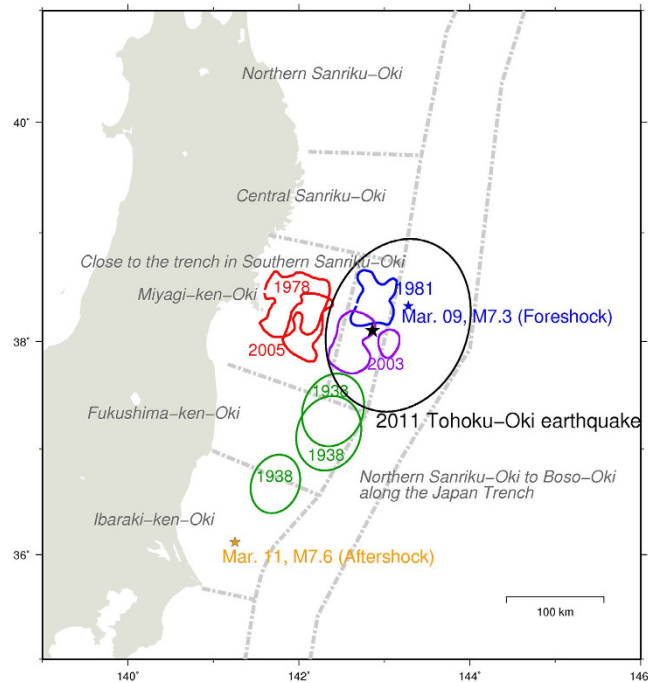 Northern Sanriku-Oki
40°
Central Sanriku-Oki
Close to the trench in Southern Sanriku-Oki
1978
1981
Miyagi-ken-Oki
Mar. 09, M7.3 (Foreshock)
38°
2005
2003
1938
Fukushima-ken-Oki
2011 Tohoku-Oki earthquake
1938
1938
Northern Sanriku-Oki to Boso-Oki
along the Japan Trench
Ibaraki-ken-Oki
36°
Mar. 11, M7.6 (Aftershock)
100 km
140°
142°
144°
146